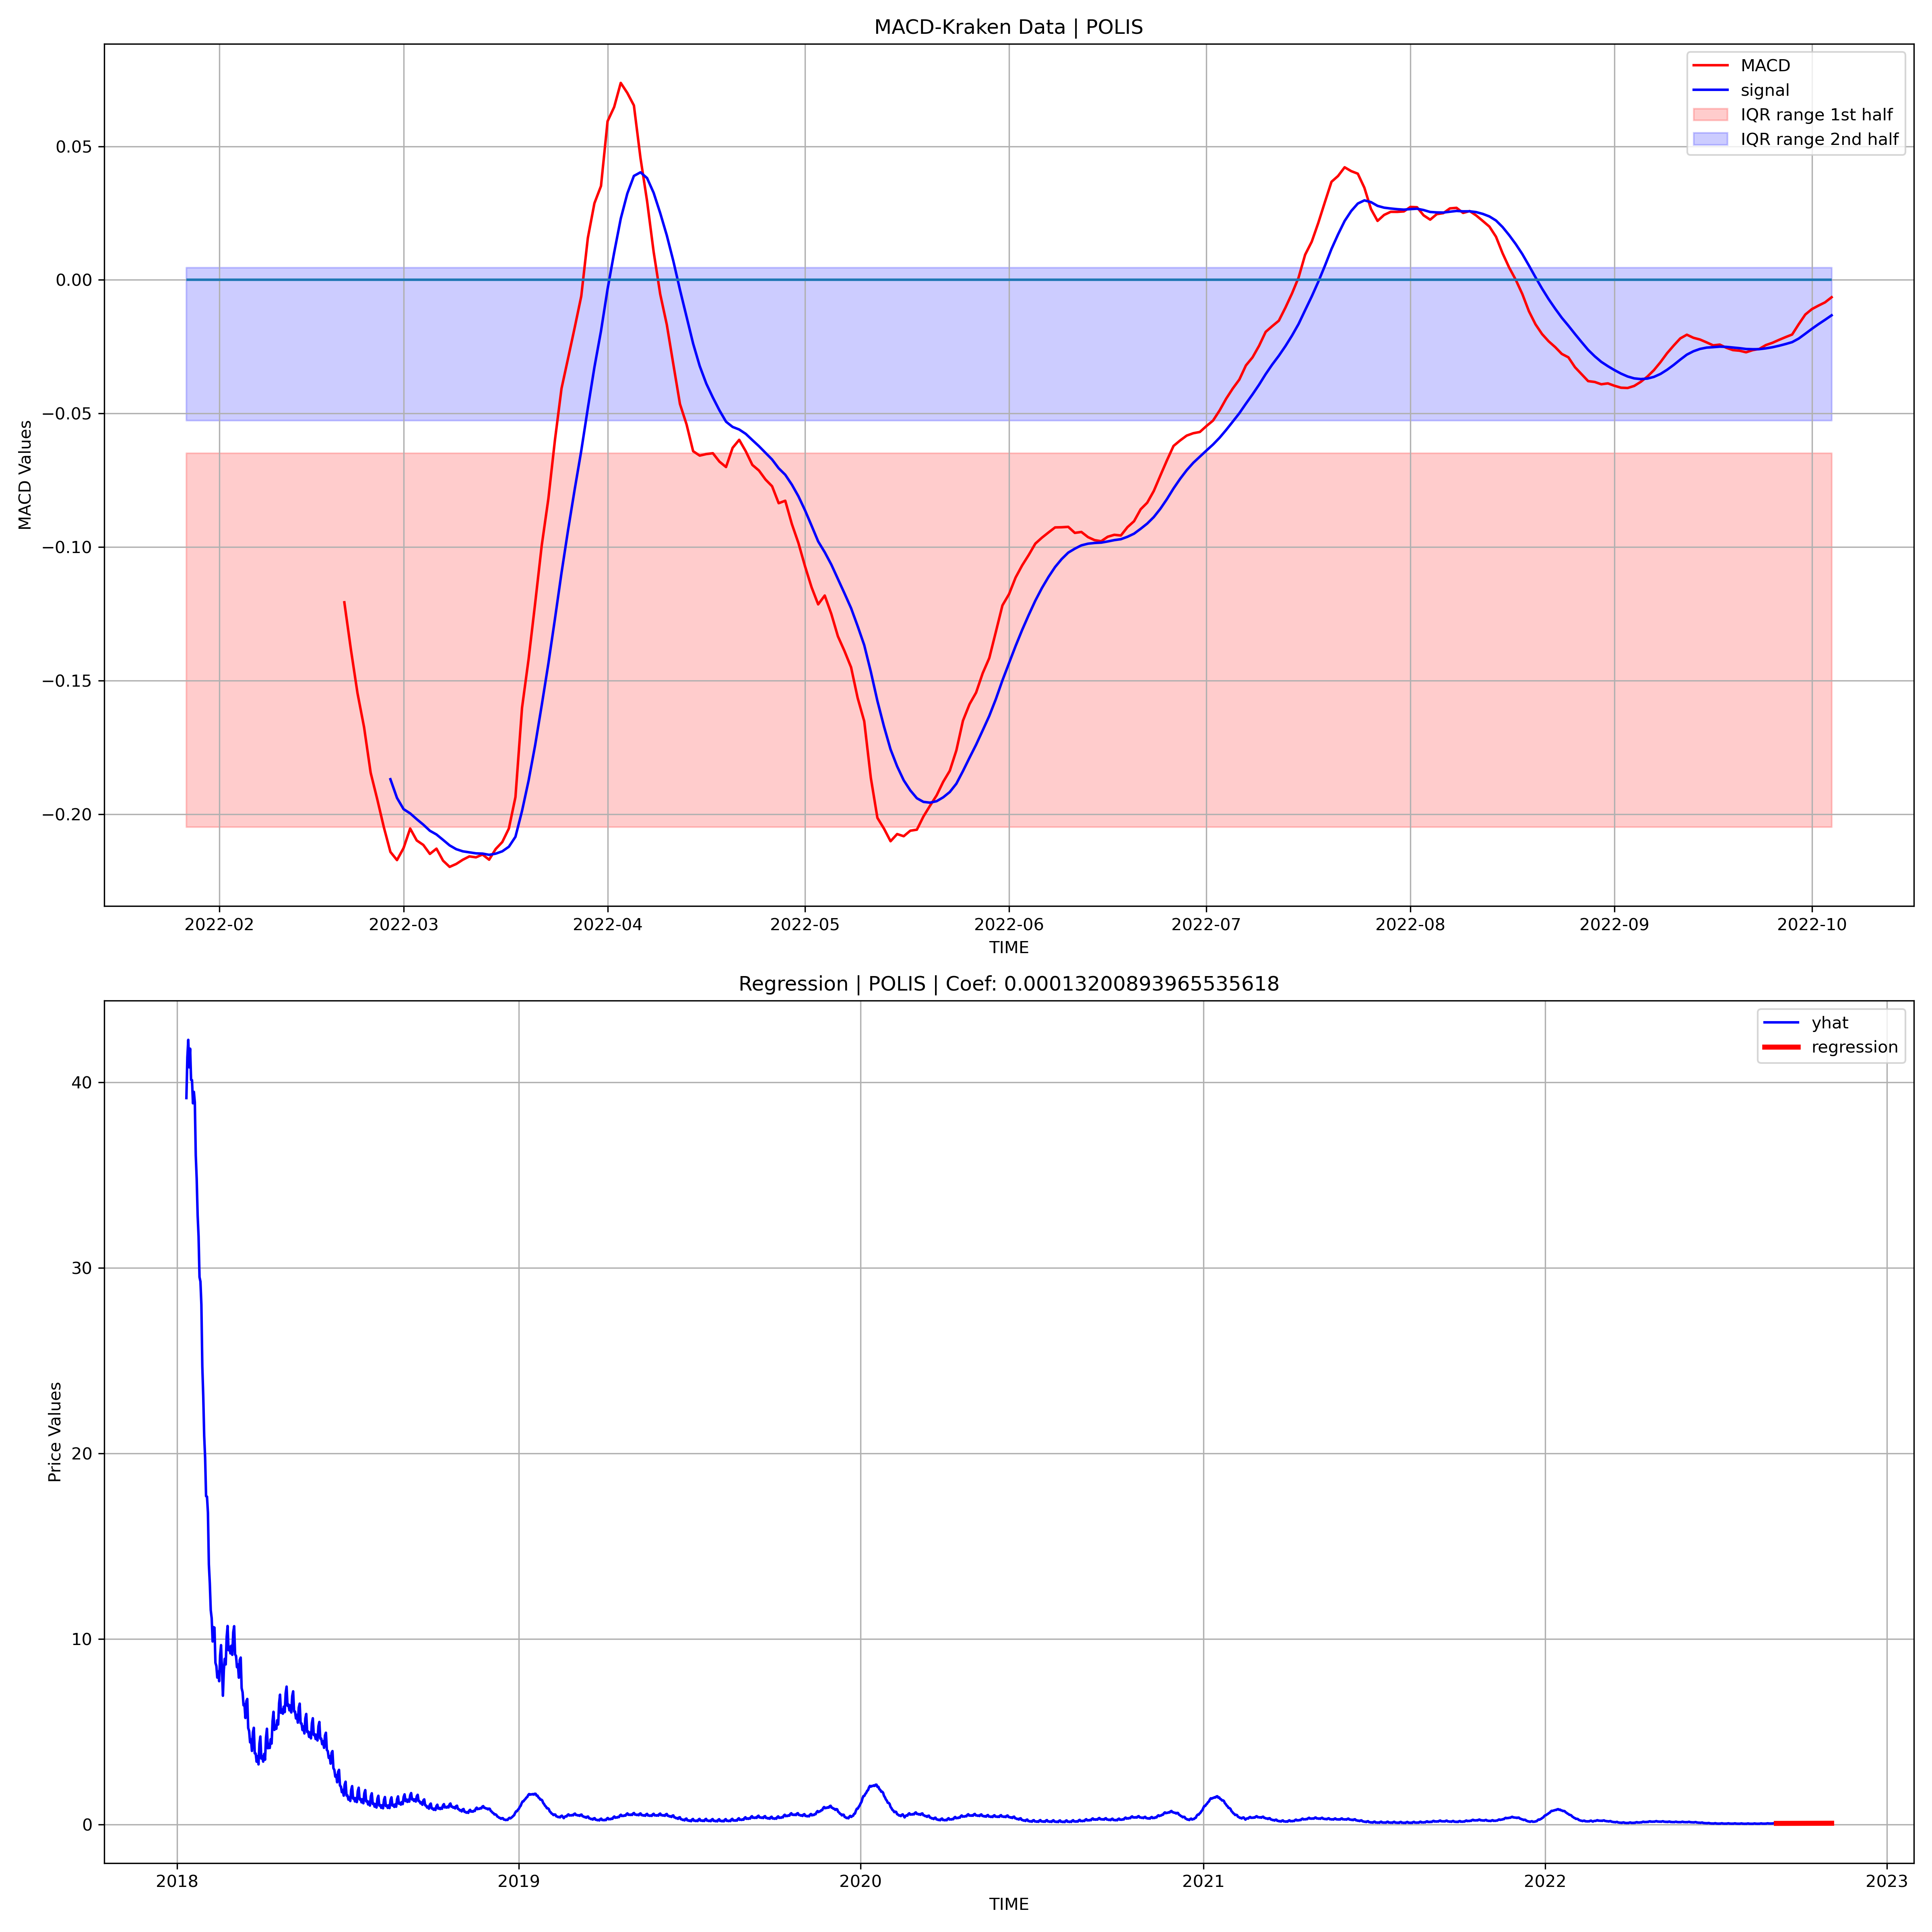 MACD-Kraken Data | POLIS
MACD
signal
IQR range 1st half
IQR range 2nd half
MACD Values
0.05
0.00
−0.05
−0.10
−0.15
−0.20
2022-02
2022-03
2022-04
2022-05
2022-06
2022-07
2022-08
2022-09
2022-10
TIME
Regression | POLIS | Coef: 0.00013200893965535618
yhat
regression
Price Values
40
30
20
10
0
2018
2019
2020
2021
2022
2023
TIME